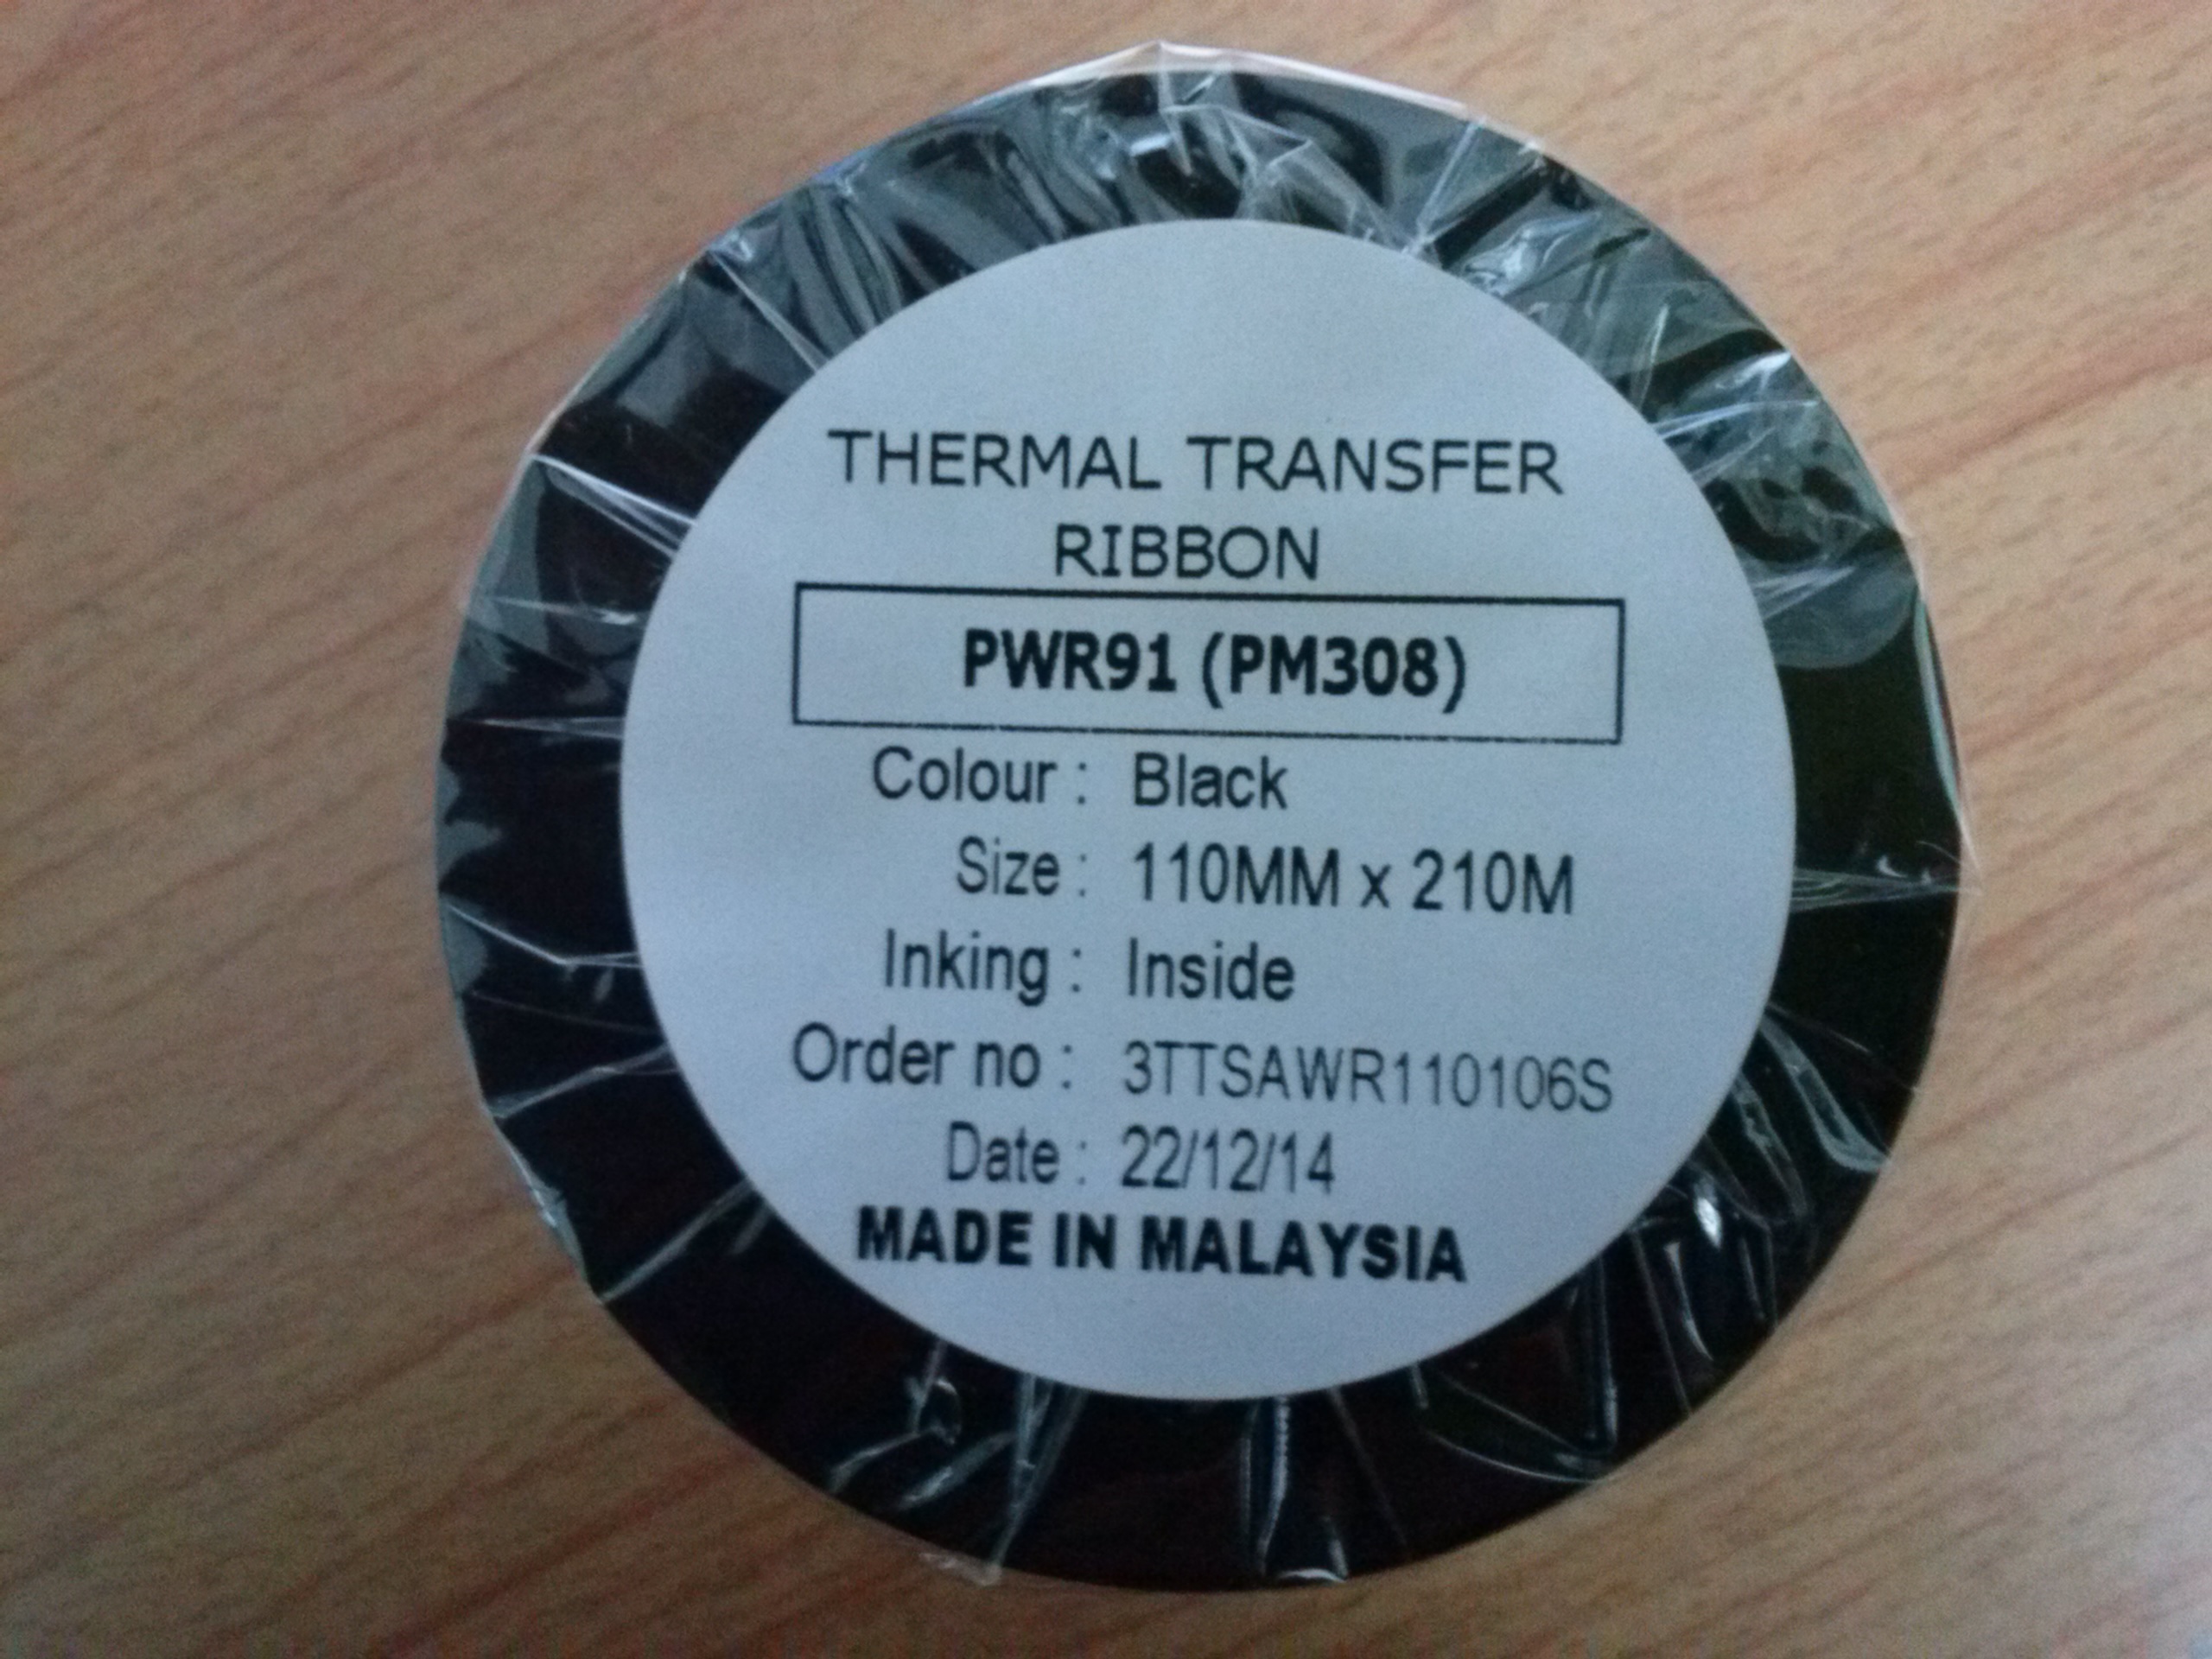 THERMAL TRANSFER
RIBBON
PWR91 (PM308)
Colour : Black
Size : 110MM x 210M
Inking : Inside
Order no : 3TTSAWR110106S
Date : 22/12/14
MADE IN MALAYSIA